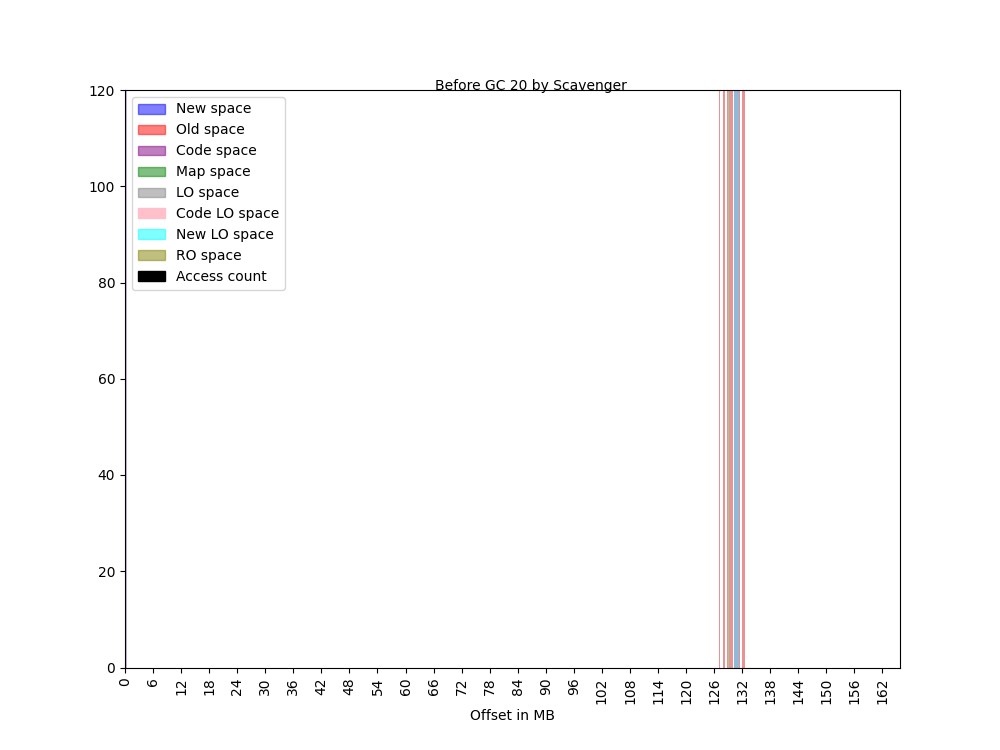 Before GC 20 by Scavenger
120
100
80
60
40
20
0
New space
Old space
Code space
Map space
LO space
Code LO space
New LO space
RO space
Access count
0 6 12 18 24 30 36 42 48 54 60 66 72 78 84 90 96 102 108 114 120 126 132 138 144 150 156 162
Offset in MB